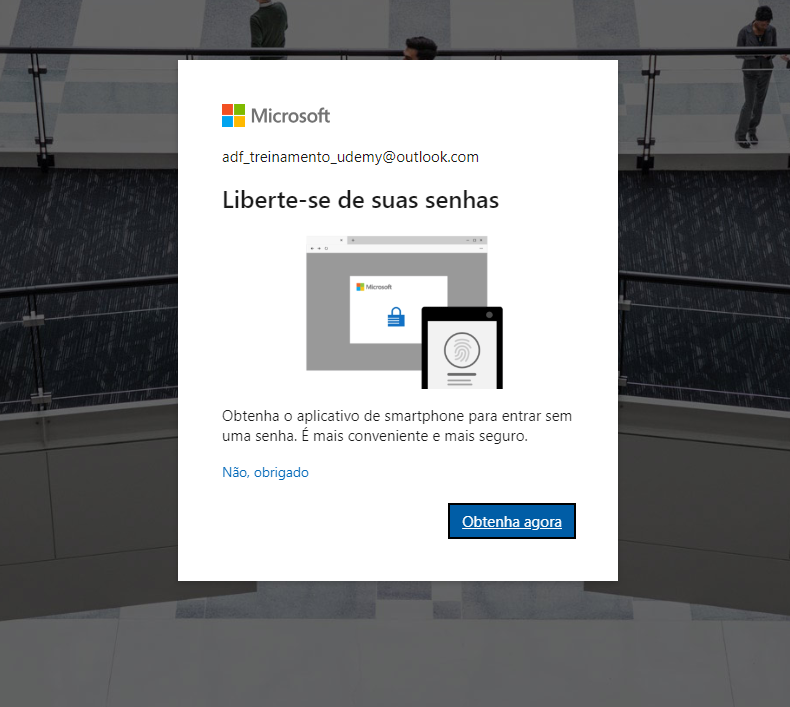 Microsoft
adf_treinamento_udemy@outlook.com
Liberte-se de suas senhas
Microsoft
Obtenha o aplicativo de smartphone para entrar sem
uma senha. É mais conveniente e mais seguro.
Não, obrigado
Obtenha agora